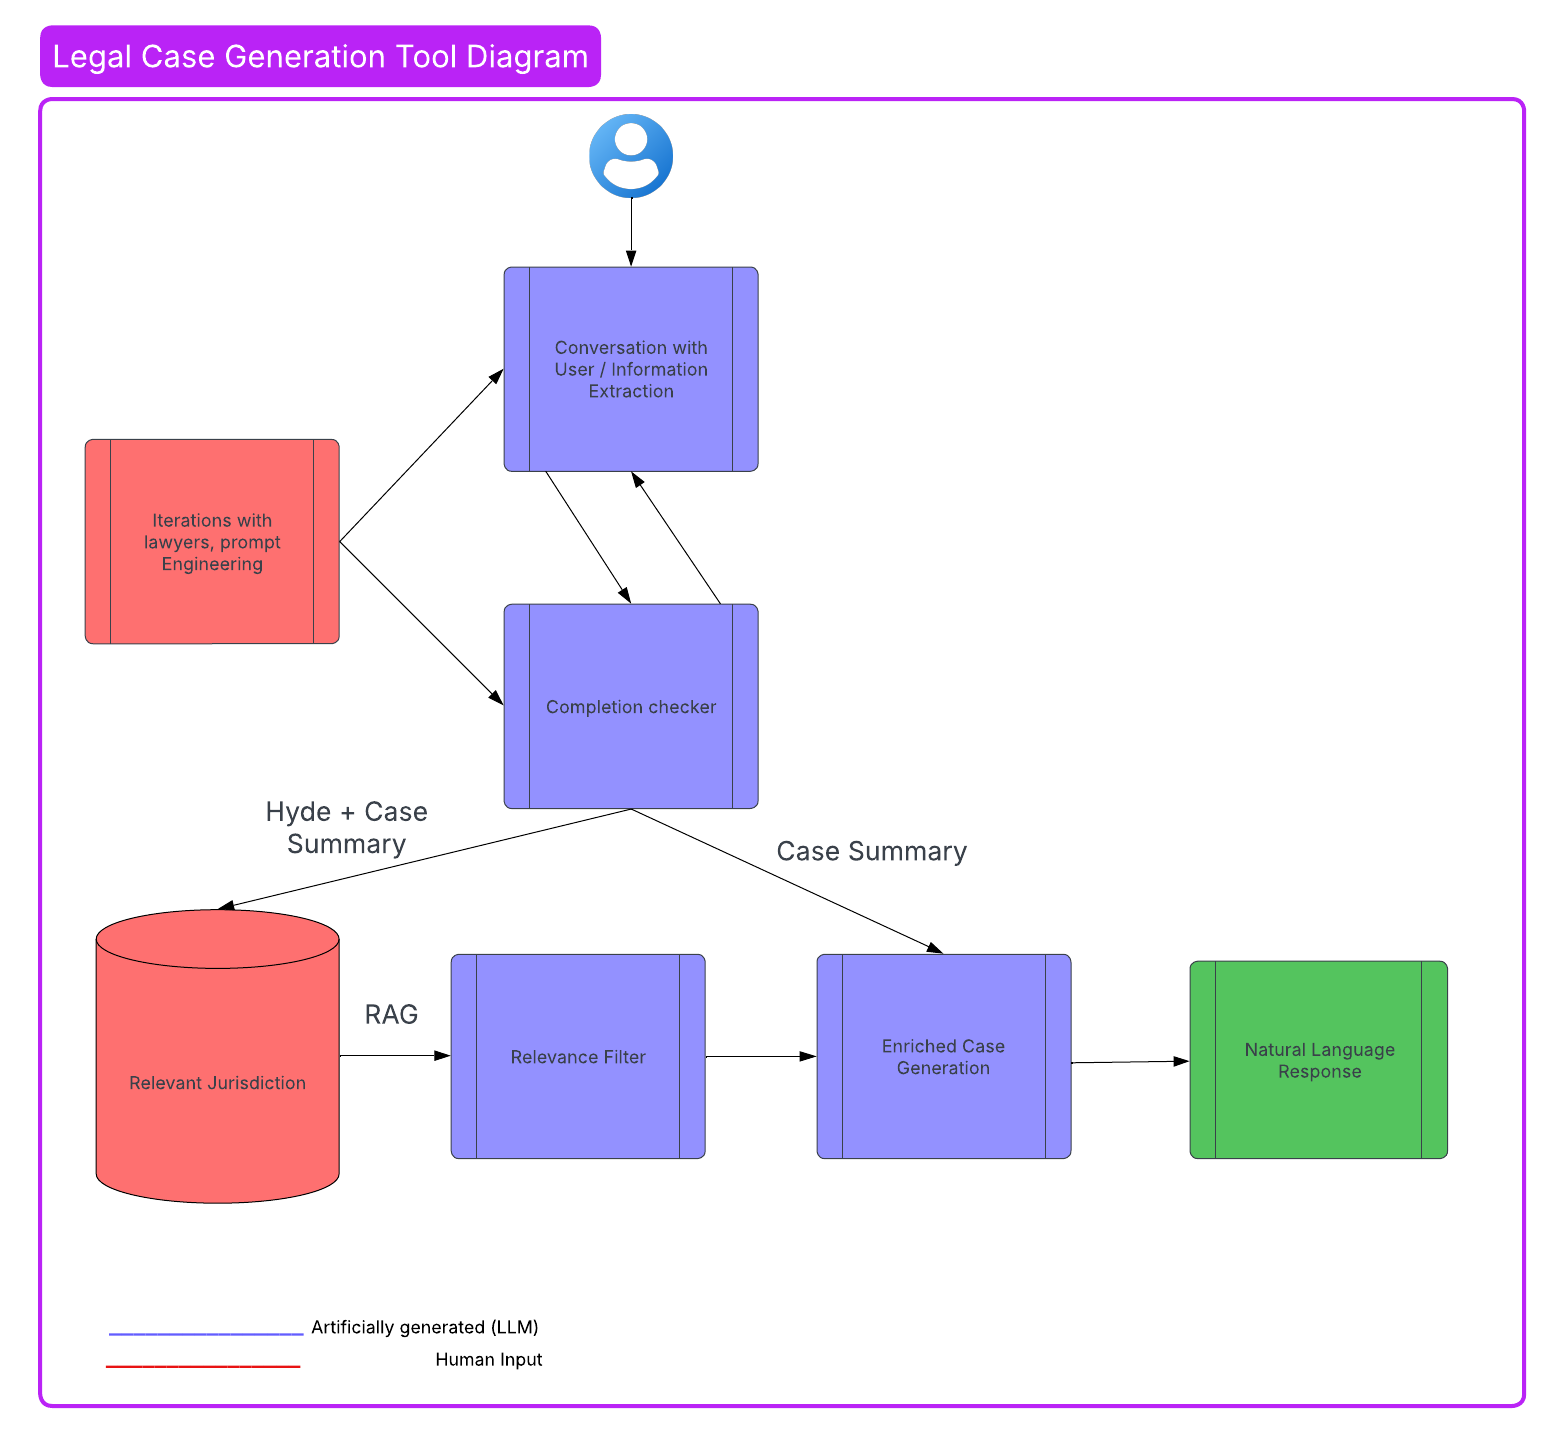 Legal Case Generation Tool Diagram
Conversation with
User / Information
Extraction
Iterations with
lawyers, prompt
Engineering
Completion checker
Hyde + Case
Summary
Case Summary
Relevant Jurisdiction
RAG
Relevance Filter
Enriched Case
Generation
Natural Language
Response
Artificially generated (LLM)
Human Input